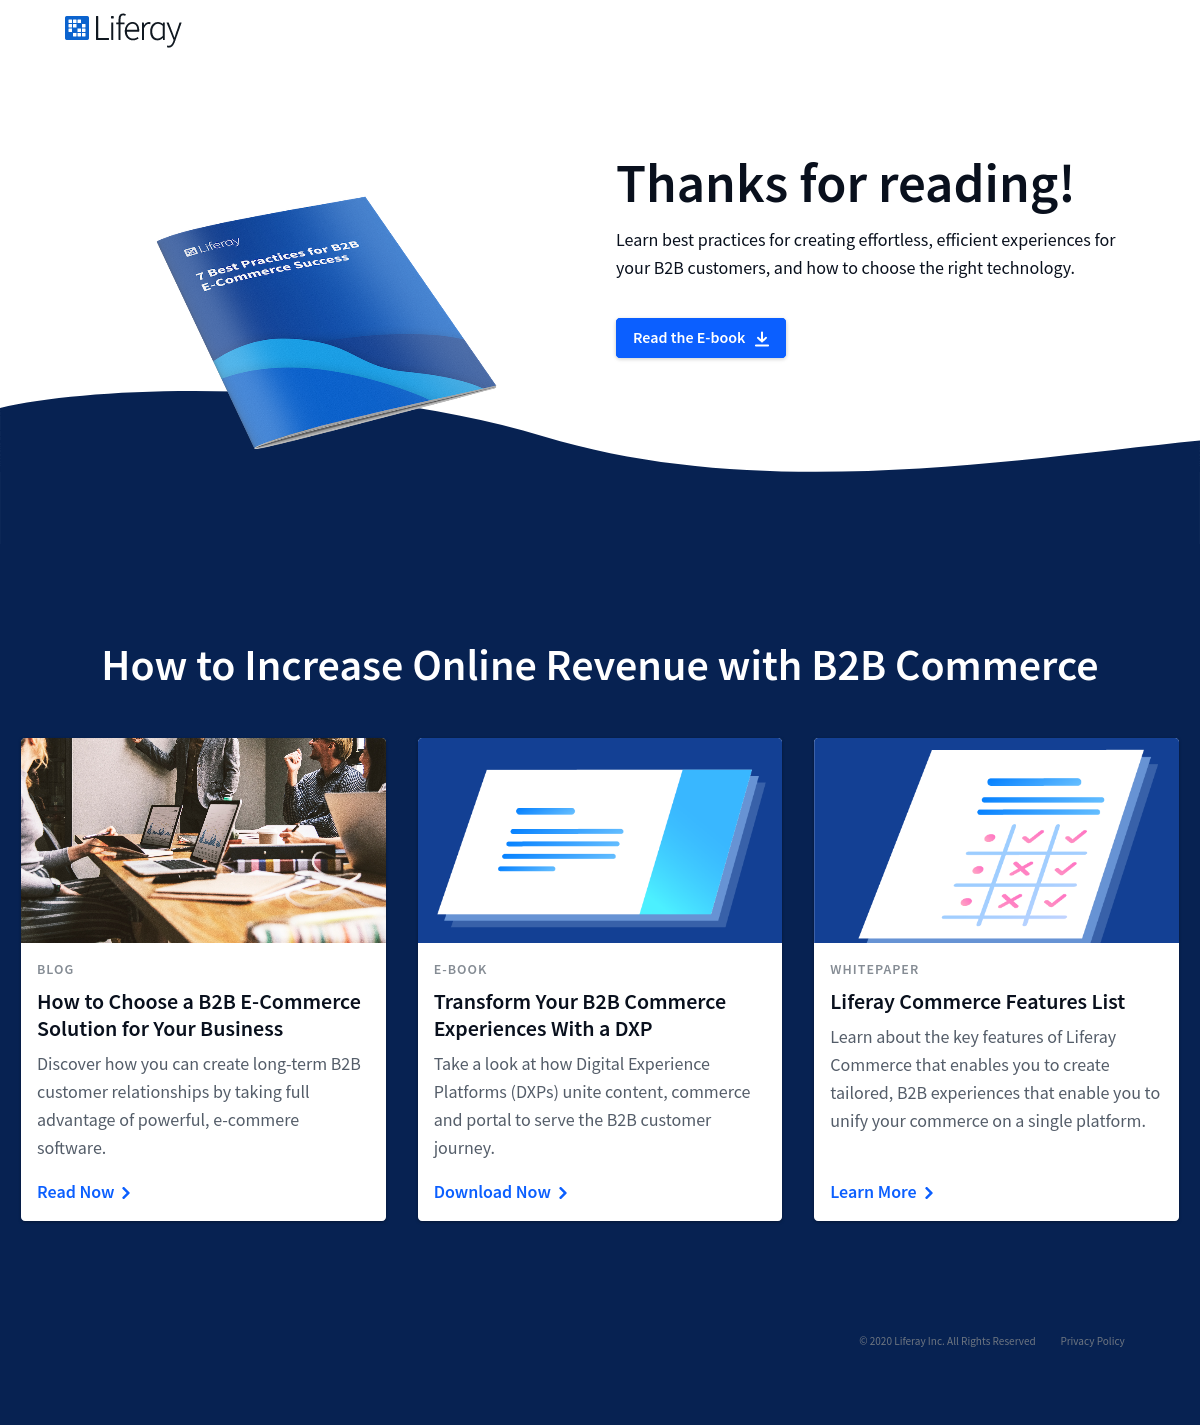 Liferay
Thanks for reading!
Learn best practices for creating effortless, efficient experiences for
your B2B customers, and how to choose the right technology.
Read the E-book
Liferay
7 Best Practices for B2B
E-Commerce Success
How to Increase Online Revenue with B2B Commerce
BLOG
How to Choose a B2B E-Commerce
Solution for Your Business
Discover how you can create long-term B2B
customer relationships by taking full
advantage of powerful, e-commere
software.
Read Now
E-BOOK
Transform Your B2B Commerce
Experiences With a DXP
Take a look at how Digital Experience
Platforms (DXPs) unite content, commerce
and portal to serve the B2B customer
journey.
Download Now
WHITEPAPER
Liferay Commerce Features List
Learn about the key features of Liferay
Commerce that enables you to create
tailored, B2B experiences that enable you to
unify your commerce on a single platform.
Learn More
© 2020 Liferay Inc. All Rights Reserved
Privacy Policy